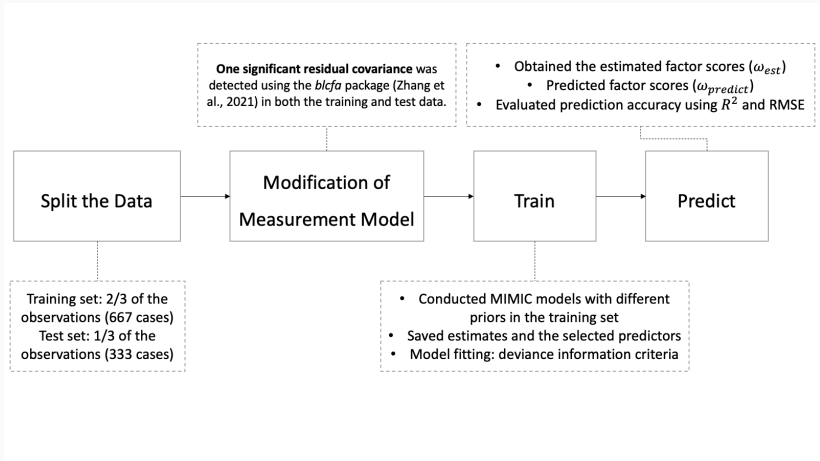 One significant residual covariance was
detected using the blcfa package (Zhang et
al., 2021) in both the training and test data.
• Obtained the estimated factor scores (ω_est)
• Predicted factor scores (ω_predict)
• Evaluated prediction accuracy using R² and RMSE
Split the Data
Modification of
Measurement Model
Train
Predict
Training set: 2/3 of the
observations (667 cases)
Test set: 1/3 of the
observations (333 cases)
• Conducted MIMIC models with different
priors in the training set
• Saved estimates and the selected predictors
• Model fitting: deviance information criteria